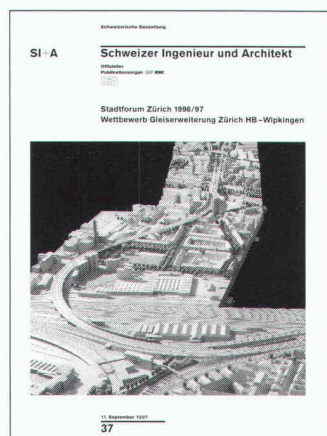 Schweizerische Bauzeitung
SI+A
Schweizer Ingenieur und Architekt
Offizielles
Publikationsorgan
sia
Stadtforum Zürich 1996/97
Wettbewerb Gleiserweiterung Zürich HB–Wipkingen
11. September 1997
37